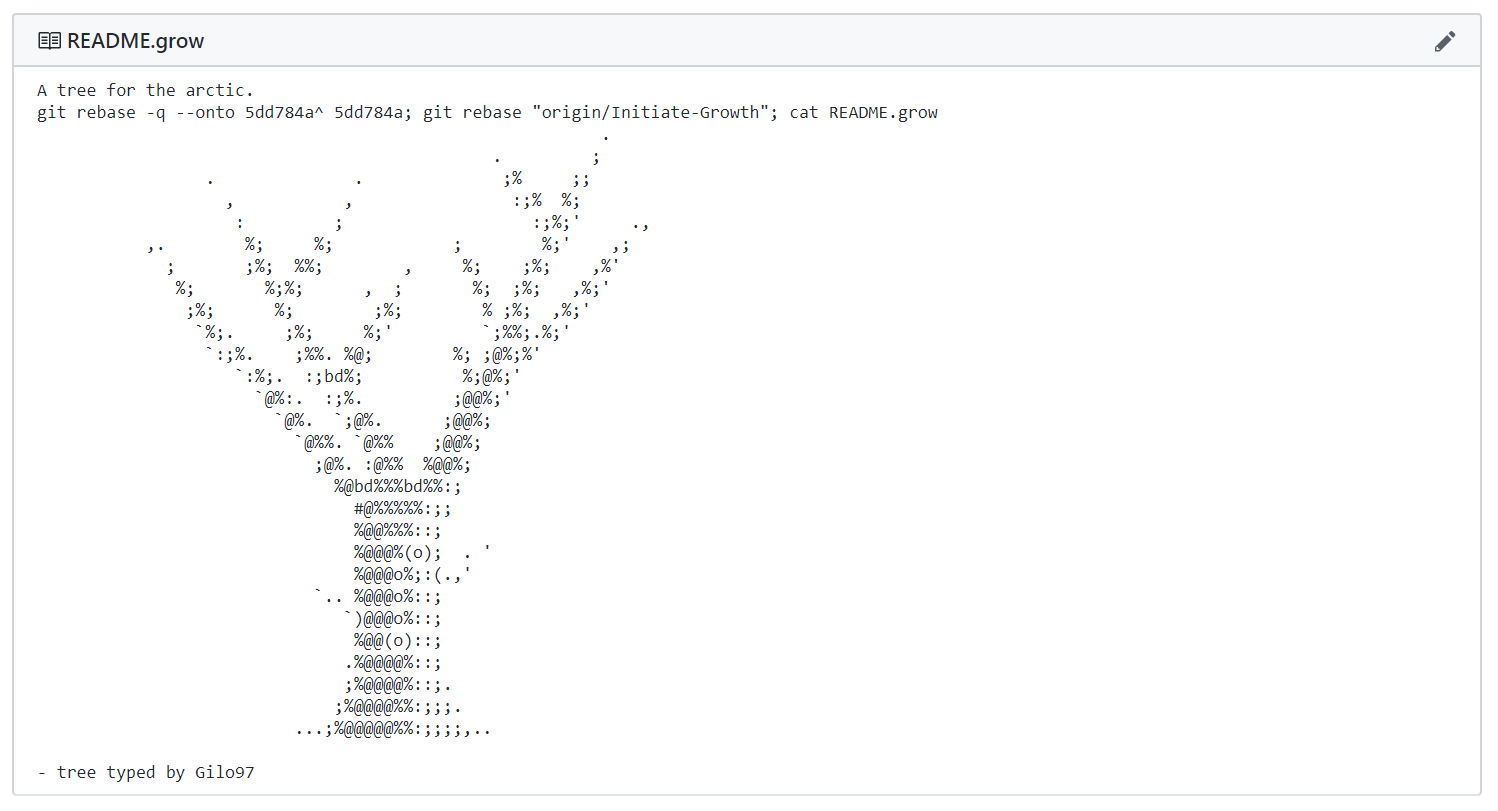 README.grow
A tree for the arctic.
git rebase -q --onto 5dd784a^ 5dd784a; git rebase "origin/Initiate-Growth"; cat README.grow
                                                         .
                                              .         ;
                 .              .              ;%     ;;
                   ,           ,                :;%  %;
                    :         ;                   :;%;'     .,
           ,.        %;     %;            ;        %;'    ,;
             ;       ;%;  %%;        ,     %;    ;%;    ,%'
              %;       %;%;      ,  ;       %;  ;%;   ,%;'
               ;%;      %;        ;%;        % ;%;  ,%;'
                `%;.     ;%;     %;'         `;%%;.%;'
                 `:;%.    ;%%. %@;        %; ;@%;%'
                    `:%;.  :;bd%;          %;@%;'
                      `@%:.  :;%.         ;@@%;'
                        `@%.  `;@%.      ;@@%;
                          `@%%. `@%%    ;@@%;
                            ;@%. :@%%  %@@%;
                              %@bd%%%bd%%:;
                                #@%%%%%:;;
                                %@@%%%::;
                                %@@@%(o);  . '
                                %@@@o%;:(.,'
                            `.. %@@@o%::;
                               `)@@@o%::;
                                %@@(o)::;
                               .%@@@@%::;
                               ;%@@@@%::;.
                              ;%@@@@%%:;;;.
                          ...;%@@@@@%%:;;;;,..
- tree typed by Gilo97